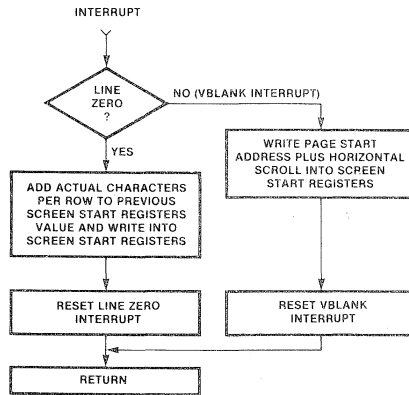 INTERRUPT
LINE
ZERO
?
NO (VBLANK INTERRUPT)
YES
ADD ACTUAL CHARACTERS
PER ROW TO PREVIOUS
SCREEN START REGISTERS
VALUE AND WRITE INTO
SCREEN START REGISTERS
WRITE PAGE START
ADDRESS PLUS HORIZONTAL
SCROLL INTO SCREEN
START REGISTERS
RESET LINE ZERO
INTERRUPT
RESET VBLANK
INTERRUPT
RETURN